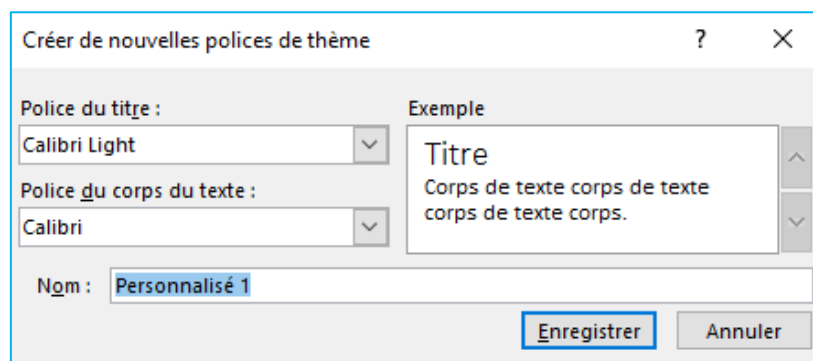 Créer de nouvelles polices de thème ? ×
Police du titre :
Calibri Light
Police du corps du texte :
Calibri
Exemple
Titre
Corps de texte corps de texte
corps de texte corps.
Nom : Personnalisé 1
Enregistrer Annuler